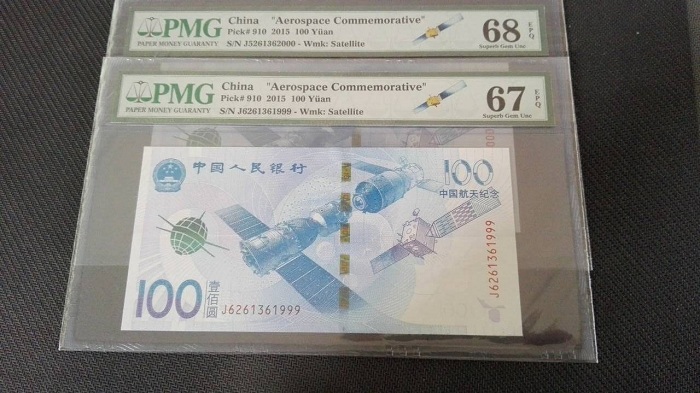 PMG
PAPER MONEY GUARANTY
China "Aerospace Commemorative"
Pick# 910 2015 100 Yüan
S/N J5261362000 - Wmk: Satellite
68 EPQ
Superb Gem Unc
PMG
PAPER MONEY GUARANTY
China "Aerospace Commemorative"
Pick# 910 2015 100 Yüan
S/N J6261361999 - Wmk: Satellite
67 EPQ
Superb Gem Unc
中国人民银行
100
中国航天纪念
J6261361999
100
壹佰圆
J6261361999